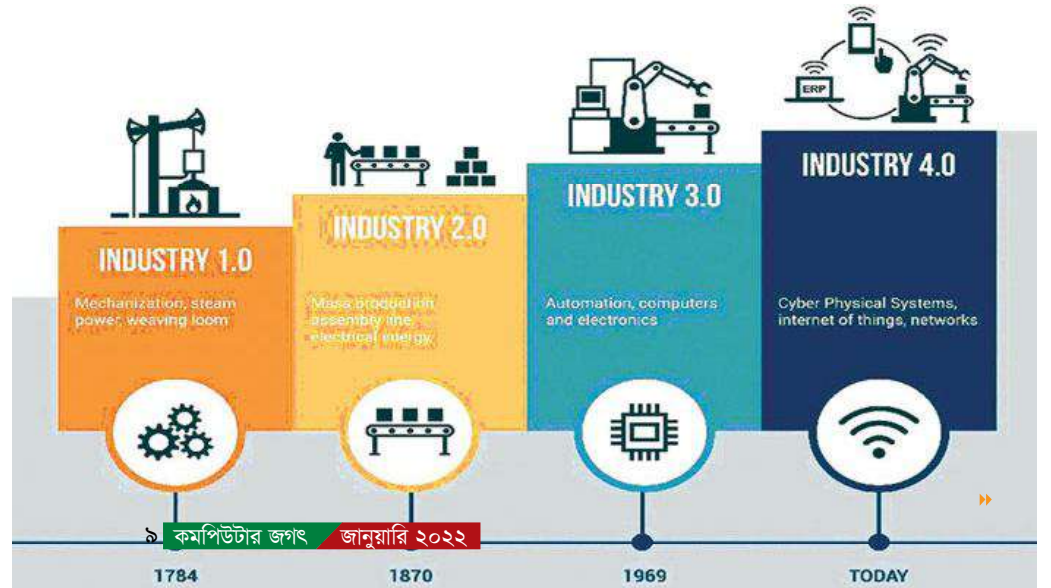 ERP
INDUSTRY 1.0
Mechanization, steam
power, weaving loom
INDUSTRY 2.0
Mass production,
assembly line,
electrical energy
INDUSTRY 3.0
Automation, computers
and electronics
INDUSTRY 4.0
Cyber Physical Systems,
internet of things, networks
৯ কমপিউটার জগৎ জানুয়ারি ২০২২
1784
1870
1969
TODAY